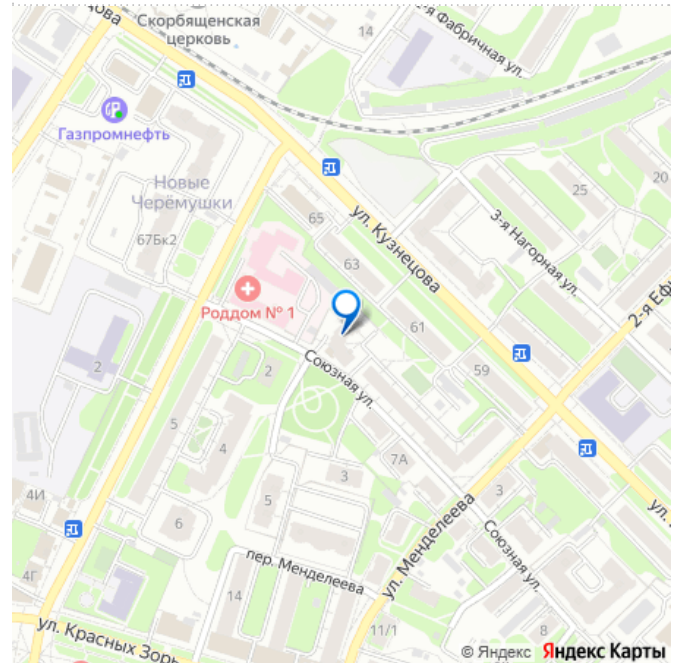 Скорбященская
церковь
14
2-я Фабричная ул.
Газпромнефть
Новые
Черёмушки
67Бк2
65
ул. Кузнецова
63
25
20
3-я Нагорная ул.
Роддом № 1
61
59
2
2
Союзная ул.
5
4
7А
3
3
4И
5
6
ул. Менделеева
Союзная ул.
4Г
пер. Менделеева
14
ул. Красных Зорь
11/1
8
© Яндекс Яндекс Карты